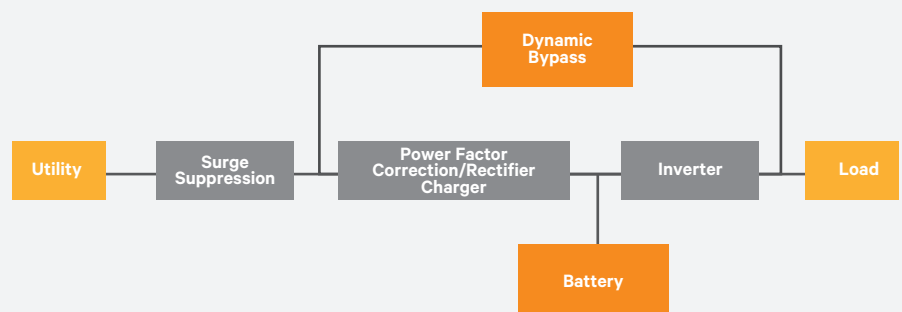 Dynamic
Bypass
Utility
Surge
Suppression
Power Factor
Correction/Rectifier
Charger
Inverter
Load
Battery